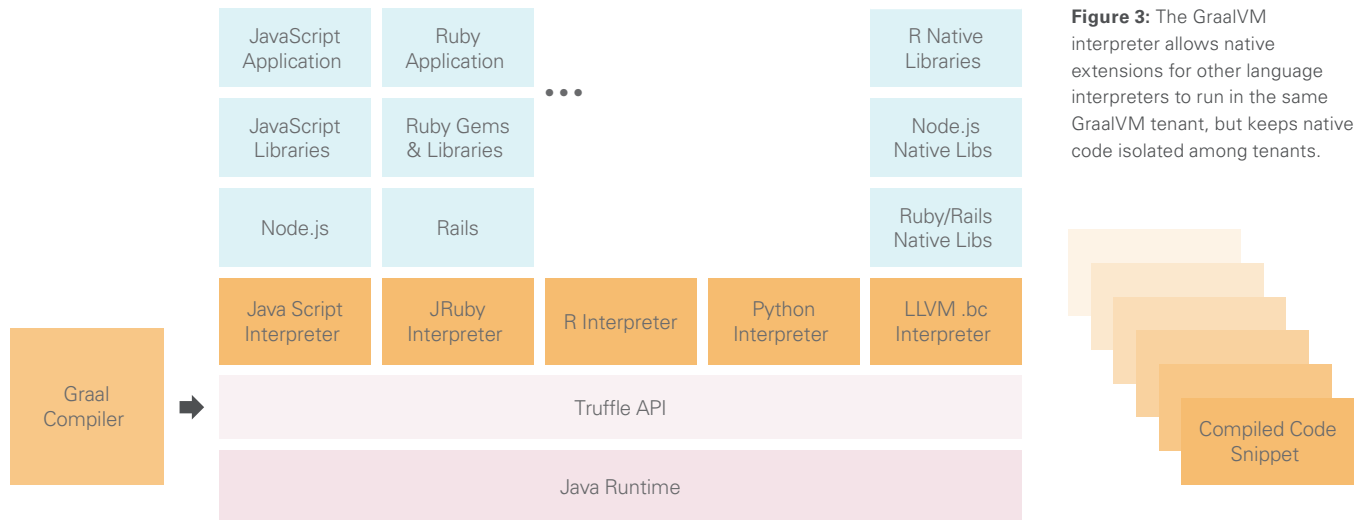 JavaScript
Application
Ruby
Application
R Native
Libraries
Figure 3: The GraalVM
interpreter allows native
extensions for other language
interpreters to run in the same
GraalVM tenant, but keeps native
code isolated among tenants.
...
JavaScript
Libraries
Ruby Gems
& Libraries
Node.js
Native Libs
Node.js
Rails
Ruby/Rails
Native Libs
Java Script
Interpreter
JRuby
Interpreter
R Interpreter
Python
Interpreter
LLVM .bc
Interpreter
Graal
Compiler
Truffle API
Compiled Code
Snippet
Java Runtime